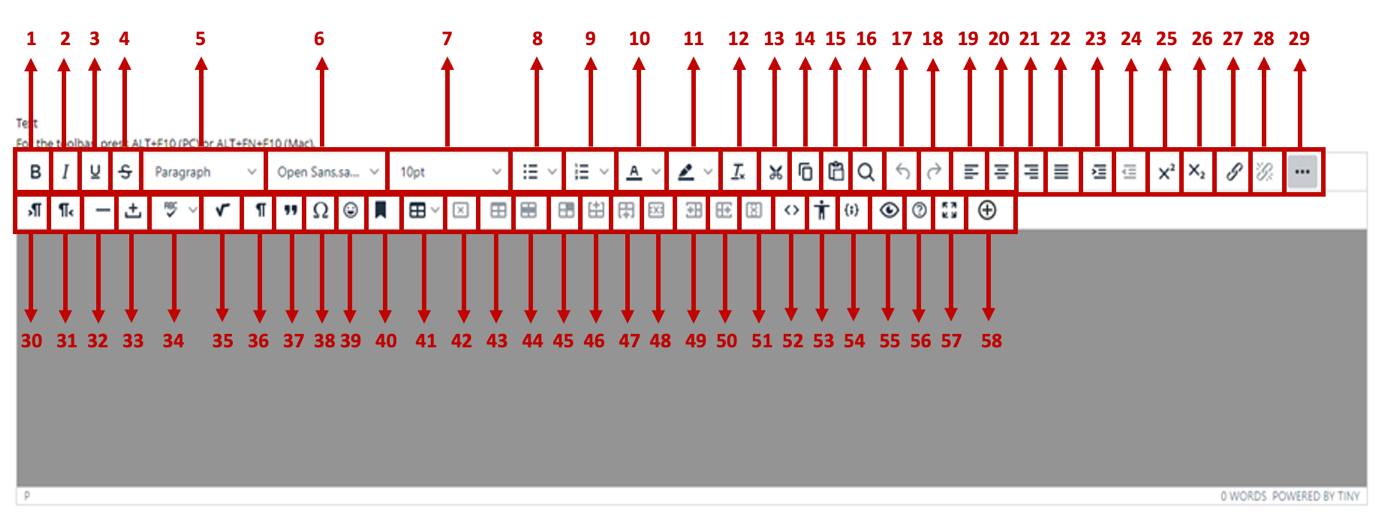 1 2 3 4 5 6 7 8 9 10 11 12 13 14 15 16 17 18 19 20 21 22 23 24 25 26 27 28 29
Text
For the toolbar, press ALT+F10 (PC) or ALT+FN+F10 (Mac).
B I U S Paragraph Open Sans,sa... 10pt A I x X² X₂ ...
¶ ¶ ABC √ ¶ " Ω <> {;} ?
30 31 32 33 34 35 36 37 38 39 40 41 42 43 44 45 46 47 48 49 50 51 52 53 54 55 56 57 58
P 0 WORDS POWERED BY TINY